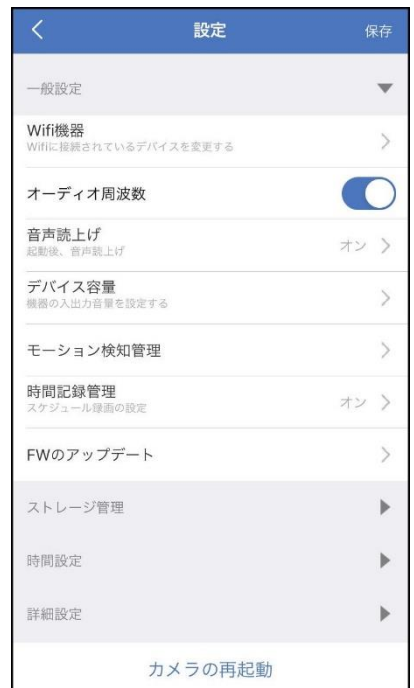 設定
保存
一般設定
Wifi機器
Wifiに接続されているデバイスを変更する
オーディオ周波数
音声読上げ
起動後、音声読上げ
オン
デバイス容量
機器の入出力音量を設定する
モーション検知管理
時間記録管理
スケジュール録画の設定
オン
FWのアップデート
ストレージ管理
時間設定
詳細設定
カメラの再起動